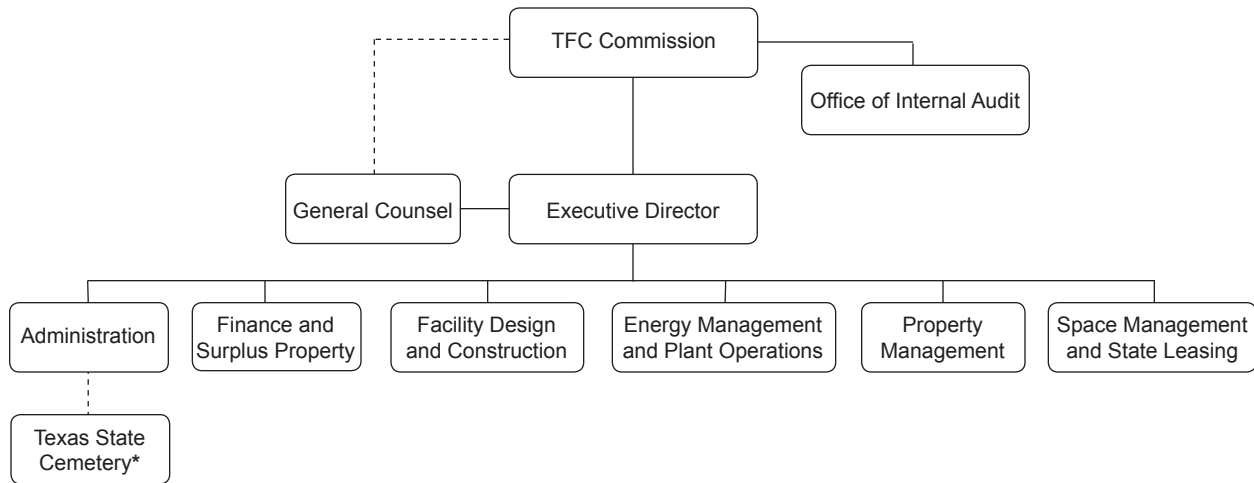 TFC Commission
Office of Internal Audit
General Counsel
Executive Director
Administration
Finance and
Surplus Property
Facility Design
and Construction
Energy Management
and Plant Operations
Property
Management
Space Management
and State Leasing
Texas State
Cemetery*